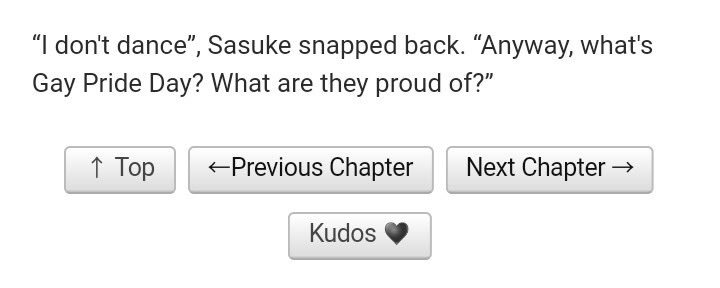 “I don't dance”, Sasuke snapped back. “Anyway, what's
Gay Pride Day? What are they proud of?”
↑ Top
←Previous Chapter
Next Chapter →
Kudos ♥